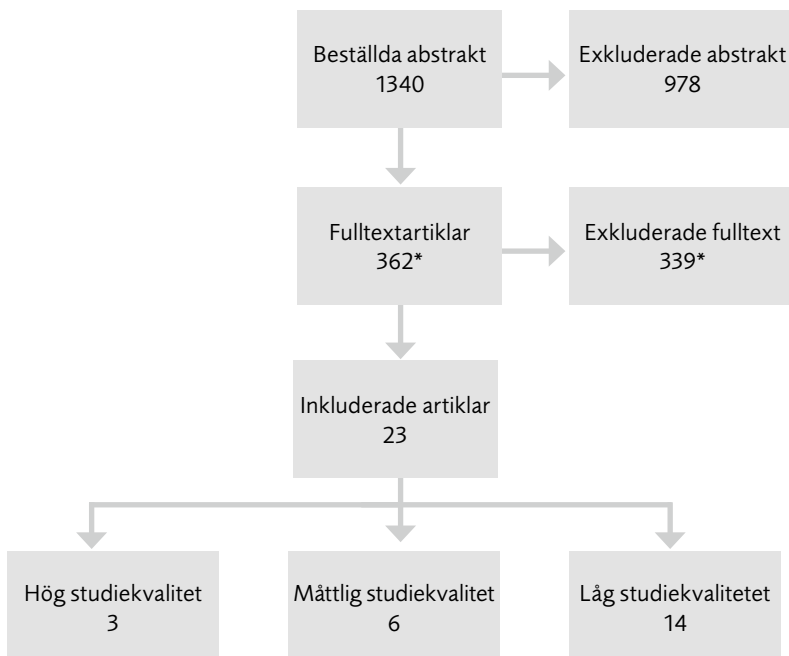 Beställda abstrakt
1340
Exkluderade abstrakt
978
Fulltextartiklar
362*
Exkluderade fulltext
339*
Inkluderade artiklar
23
Hög studiekvalitet
3
Måttlig studiekvalitet
6
Låg studiekvalitetet
14